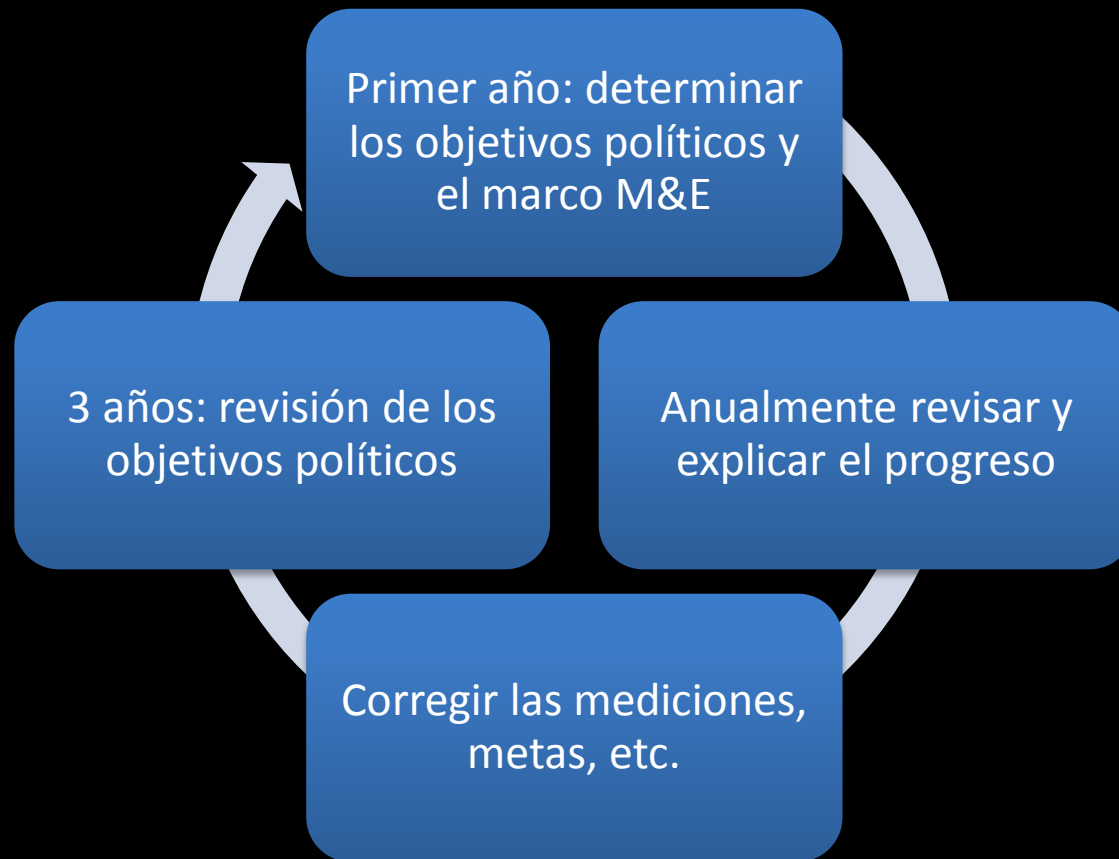 Primer año: determinar
los objetivos políticos y
el marco M&E
Anualmente revisar y
explicar el progreso
Corregir las mediciones,
metas, etc.
3 años: revisión de los
objetivos políticos